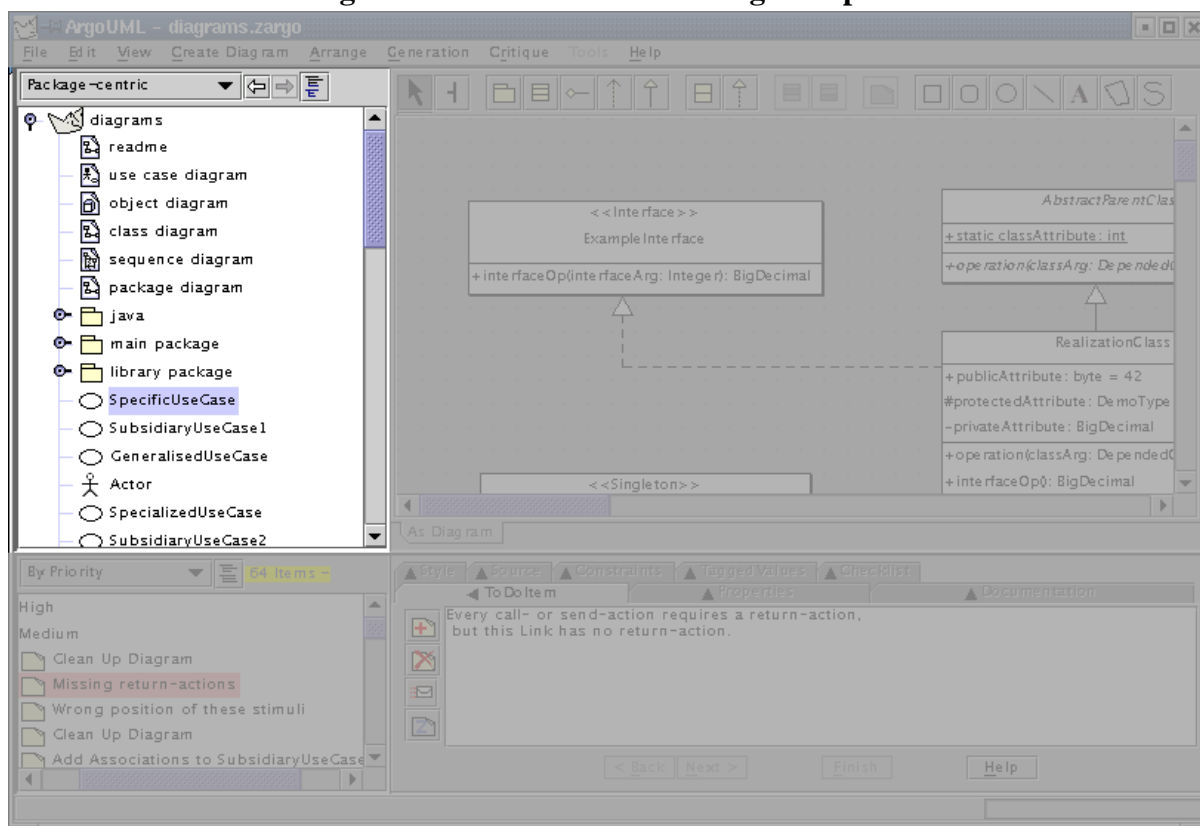 ArgoUML - diagrams.zargo
File Edit View Create Diagram Arrange Generation Critique Tools Help
Package-centric
diagrams
readme
use case diagram
object diagram
class diagram
sequence diagram
package diagram
java
main package
library package
SpecificUseCase
SubsidiaryUseCase1
GeneralisedUseCase
Actor
SpecializedUseCase
SubsidiaryUseCase2
<<Interface>>
ExampleInterface
+interfaceOp(interfaceArg: Integer): BigDecimal
AbstractParentClas
+static classAttribute: int
+operation(classArg: Depended
RealizationClass
+publicAttribute: byte = 42
#protectedAttribute: DemoType
-privateAttribute: BigDecimal
+operation(classArg: Depended
+interfaceOp(): BigDecimal
<<Singleton>>
As Diagram
By Priority
64 Items
High
Medium
Clean Up Diagram
Missing return-actions
Wrong position of these stimuli
Clean Up Diagram
Add Associations to SubsidiaryUseCase
Style Source Constraints Tagged Values Checklist
ToDoItem Properties Documentation
Every call- or send-action requires a return-action,
but this Link has no return-action.
< Back Next > Finish Help